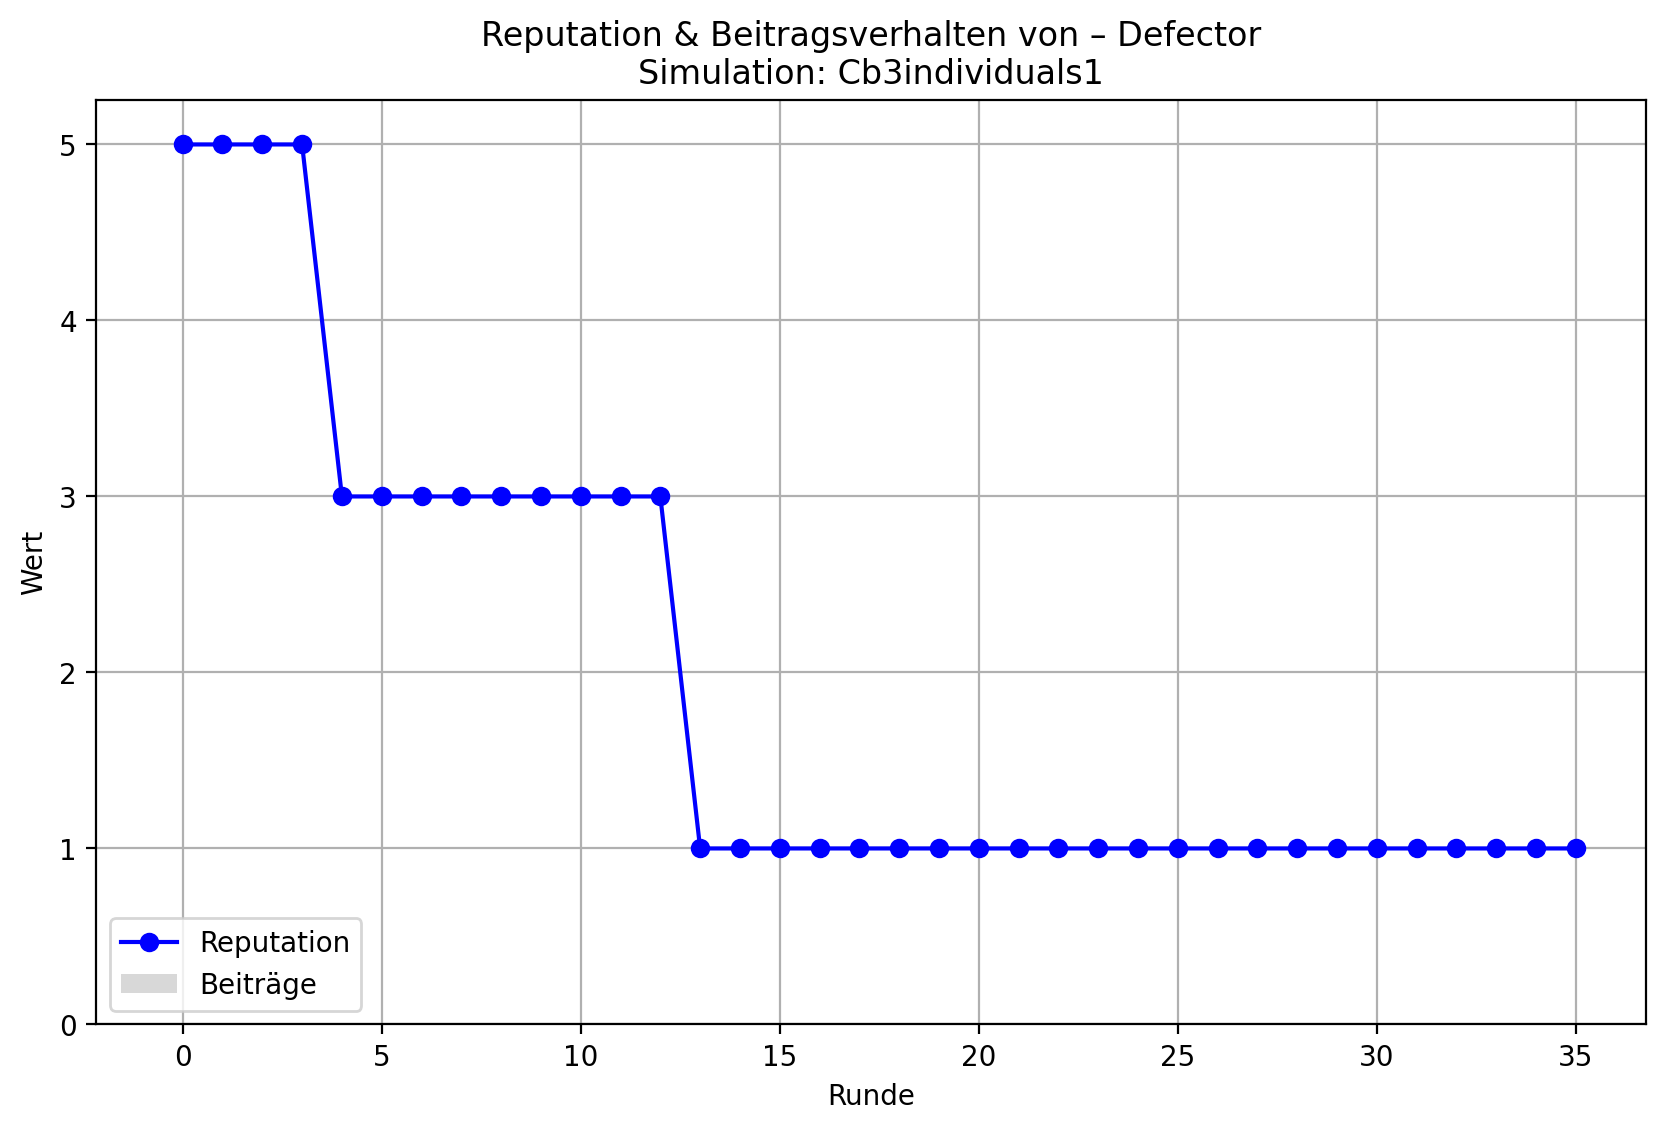 Reputation & Beitragsverhalten von – Defector
Simulation: Cb3individuals1
5
4
3
2
1
0
Wert
Reputation
Beiträge
0 5 10 15 20 25 30 35
Runde